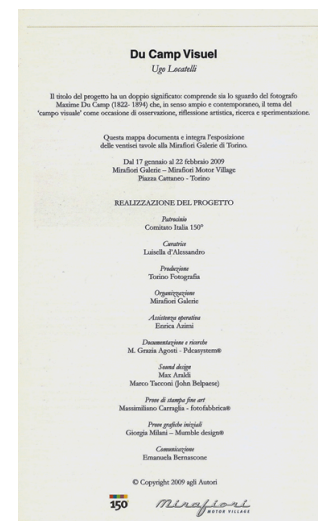 Du Camp Visuel
Ugo Locatelli
Il titolo del progetto ha un doppio significato: comprende sia lo sguardo del fotografo
Maxime Du Camp (1822- 1894) che, in senso ampio e contemporaneo, il tema del
'campo visuale' come occasione di osservazione, riflessione artistica, ricerca e sperimentazione.
Questa mappa documenta e integra l'esposizione
delle ventisei tavole alla Mirafiori Galerie di Torino.
Dal 17 gennaio al 22 febbraio 2009
Mirafiori Galerie – Mirafiori Motor Village
Piazza Cattaneo - Torino
REALIZZAZIONE DEL PROGETTO
Patrocinio
Comitato Italia 150°
Curatrice
Luisella d'Alessandro
Produzione
Torino Fotografia
Organizzazione
Mirafiori Galerie
Assistenza operativa
Enrica Azimi
Documentazione e ricerche
M. Grazia Agosti - Pdeasystem®
Sound design
Max Araldi
Marco Tacconi (John Belpaese)
Prove di stampa fine art
Massimiliano Carraglia - fotofabbrica®
Prove grafiche iniziali
Giorgia Milani – Mumble design®
Comunicazione
Emanuela Bernascone
© Copyright 2009 agli Autori
150°
Mirafiori
MOTOR VILLAGE